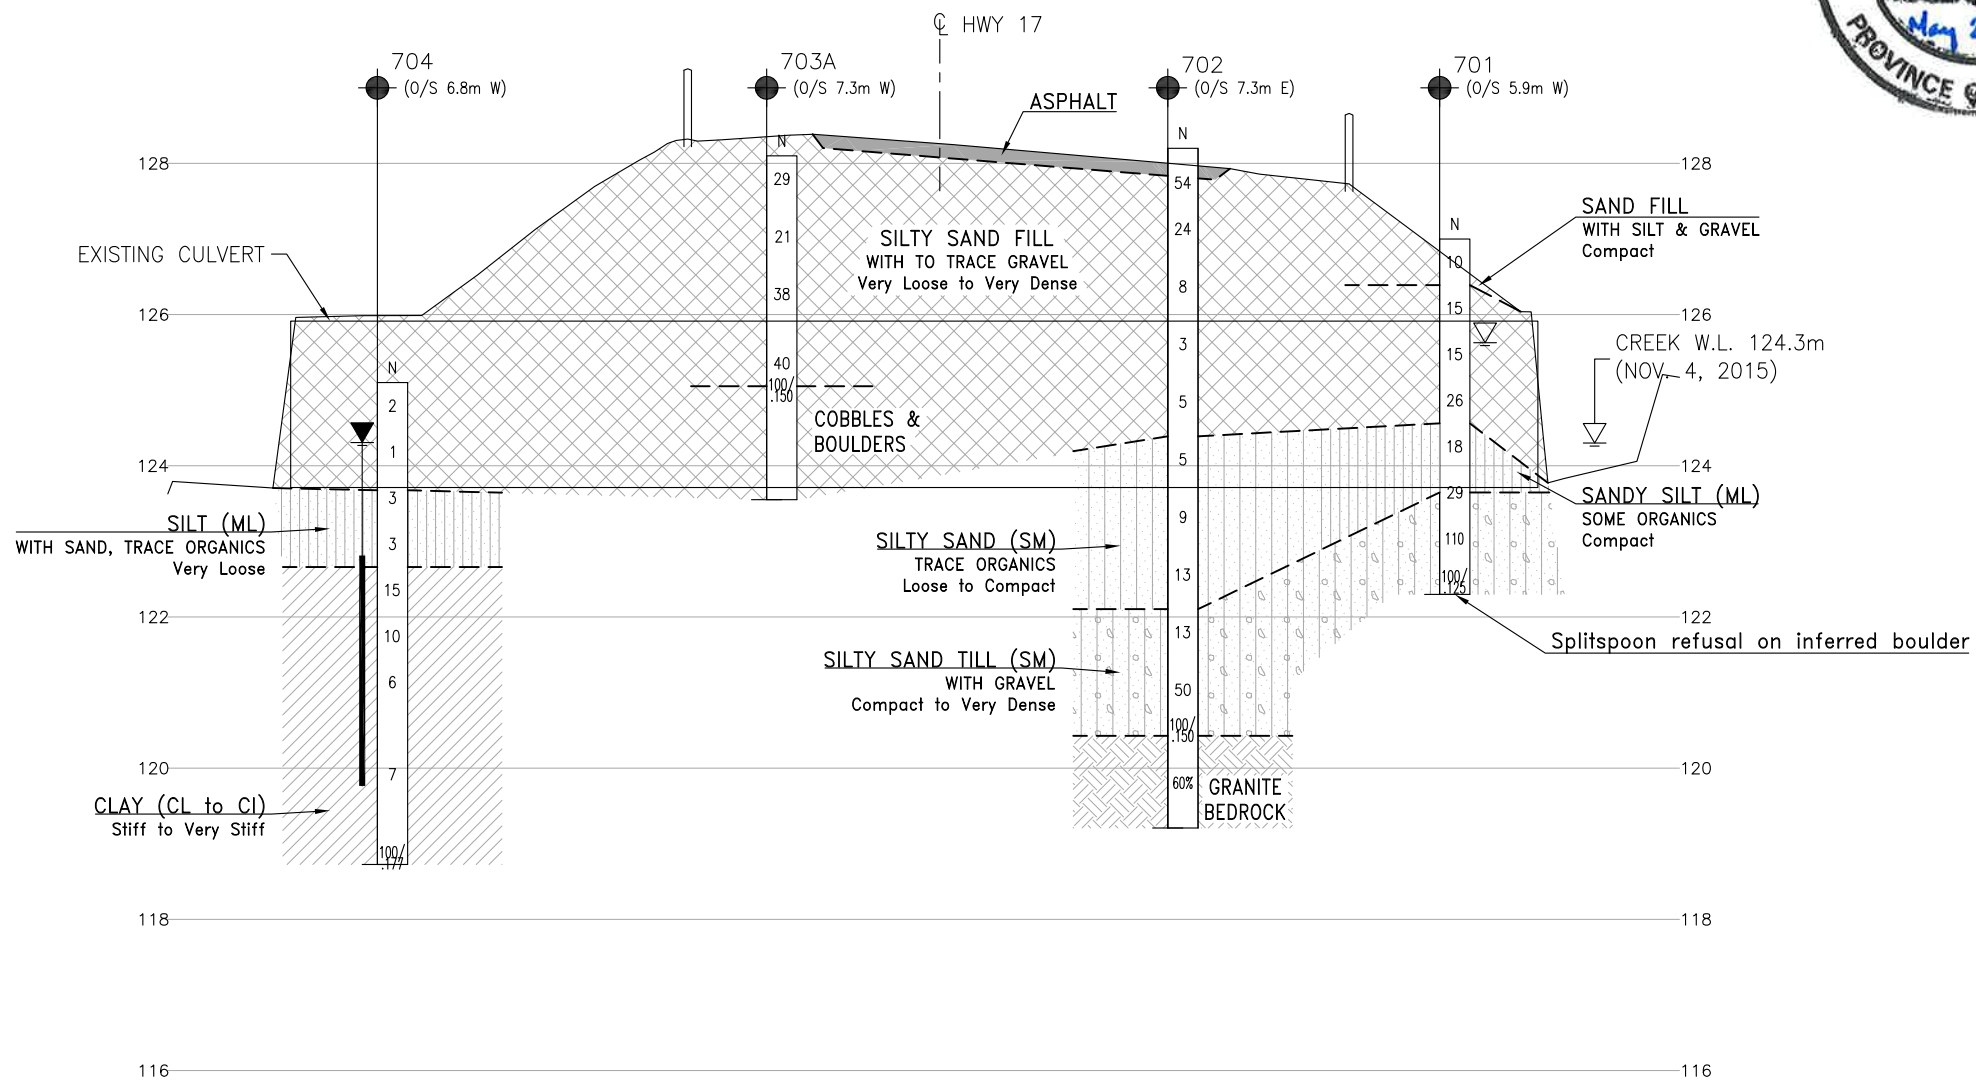 ℄ HWY 17
704
(O/S 6.8m W)
703A
(O/S 7.3m W)
702
(O/S 7.3m E)
701
(O/S 5.9m W)
May
PROVINCE
ASPHALT
128
128
EXISTING CULVERT
SILTY SAND FILL
WITH TO TRACE GRAVEL
Very Loose to Very Dense
SAND FILL
WITH SILT & GRAVEL
Compact
126
126
CREEK W.L. 124.3m
(NOV. 4, 2015)
COBBLES &
BOULDERS
124
124
SILT (ML)
WITH SAND, TRACE ORGANICS
Very Loose
SILTY SAND (SM)
TRACE ORGANICS
Loose to Compact
SANDY SILT (ML)
SOME ORGANICS
Compact
122
122
Splitspoon refusal on inferred boulder
SILTY SAND TILL (SM)
WITH GRAVEL
Compact to Very Dense
120
120
CLAY (CL to CI)
Stiff to Very Stiff
GRANITE
BEDROCK
118
118
116
116
N
2
1
3
3
15
10
6
7
100/
.177
N
29
21
38
40
100/
.150
N
54
24
8
3
5
5
9
13
13
50
100/
.150
60%
N
10
15
15
26
18
29
110
100/
.125